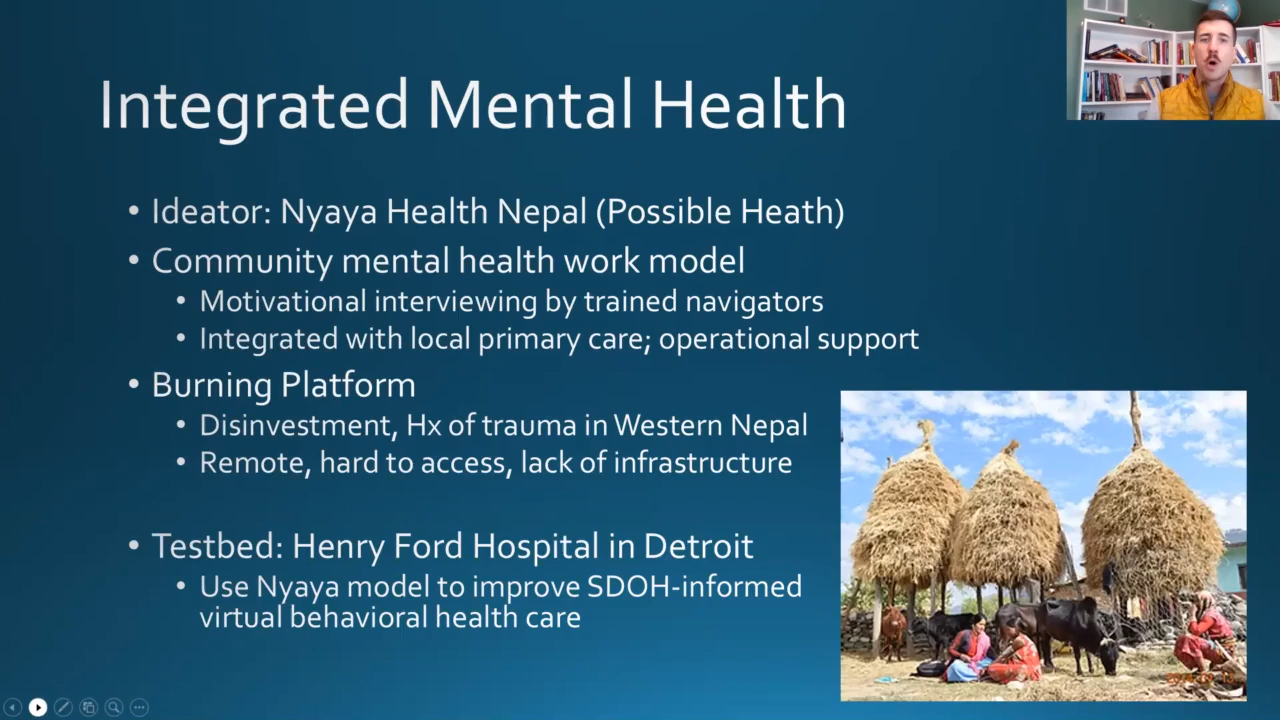 Integrated Mental Health
• Ideator: Nyaya Health Nepal (Possible Heath)
• Community mental health work model
• Motivational interviewing by trained navigators
• Integrated with local primary care; operational support
• Burning Platform
• Disinvestment, Hx of trauma in Western Nepal
• Remote, hard to access, lack of infrastructure
• Testbed: Henry Ford Hospital in Detroit
• Use Nyaya model to improve SDOH-informed
virtual behavioral health care